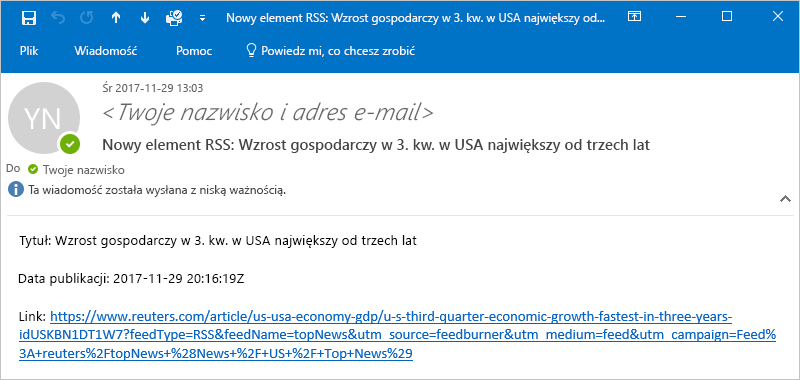 Nowy element RSS: Wzrost gospodarczy w 3. kw. w USA największy od...
Plik Wiadomość Pomoc Powiedz mi, co chcesz zrobić
Śr 2017-11-29 13:03
YN
<Twoje nazwisko i adres e-mail>
Nowy element RSS: Wzrost gospodarczy w 3. kw. w USA największy od trzech lat
Do Twoje nazwisko
Ta wiadomość została wysłana z niską ważnością.
Tytuł: Wzrost gospodarczy w 3. kw. w USA największy od trzech lat
Data publikacji: 2017-11-29 20:16:19Z
Link: https://www.reuters.com/article/us-usa-economy-gdp/u-s-third-quarter-economic-growth-fastest-in-three-years-
idUSKBN1DT1W7?feedType=RSS&feedName=topNews&utm_source=feedburner&utm_medium=feed&utm_campaign=Feed%
3A+reuters%2FtopNews+%28News+%2F+US+%2F+Top+News%29